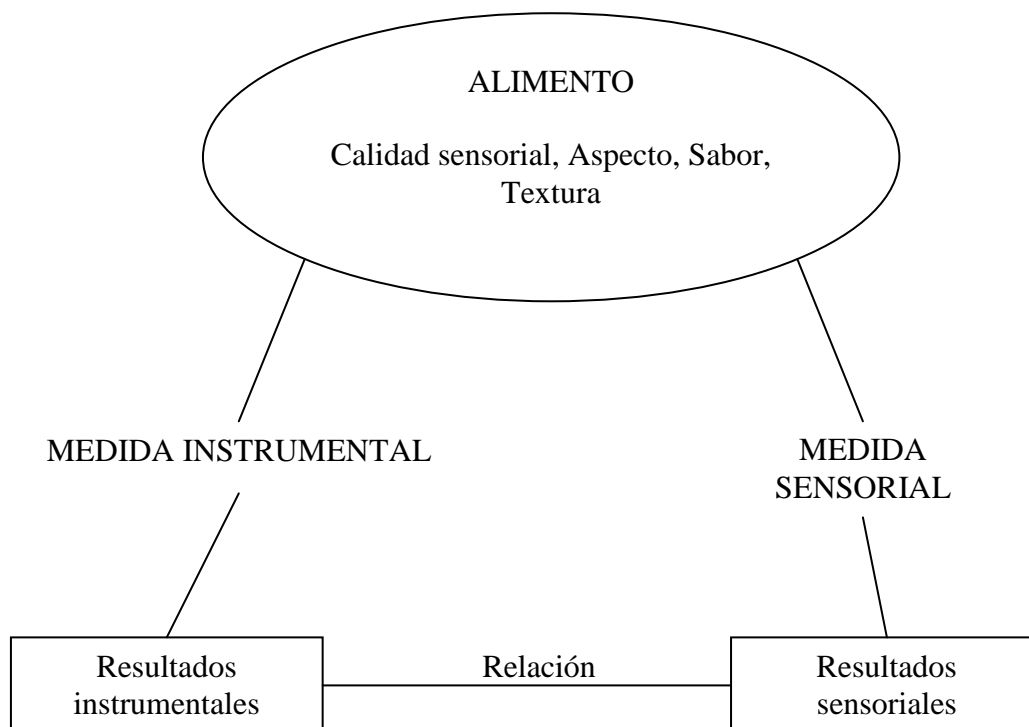 ALIMENTO
Calidad sensorial, Aspecto, Sabor,
Textura
MEDIDA INSTRUMENTAL
MEDIDA
SENSORIAL
Resultados
instrumentales
Relación
Resultados
sensoriales